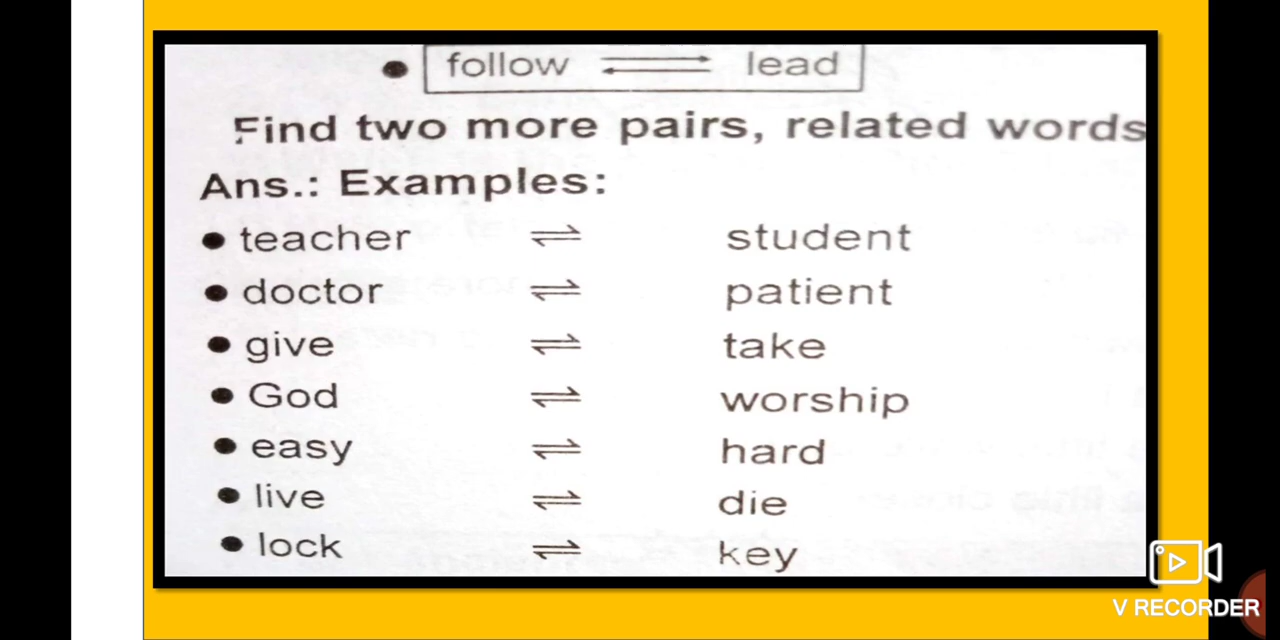 • follow ⇄ lead
Find two more pairs, related words
Ans.: Examples:
• teacher ⇌ student
• doctor ⇌ patient
• give ⇌ take
• God ⇌ worship
• easy ⇌ hard
• live ⇌ die
• lock ⇌ key
V RECORDER